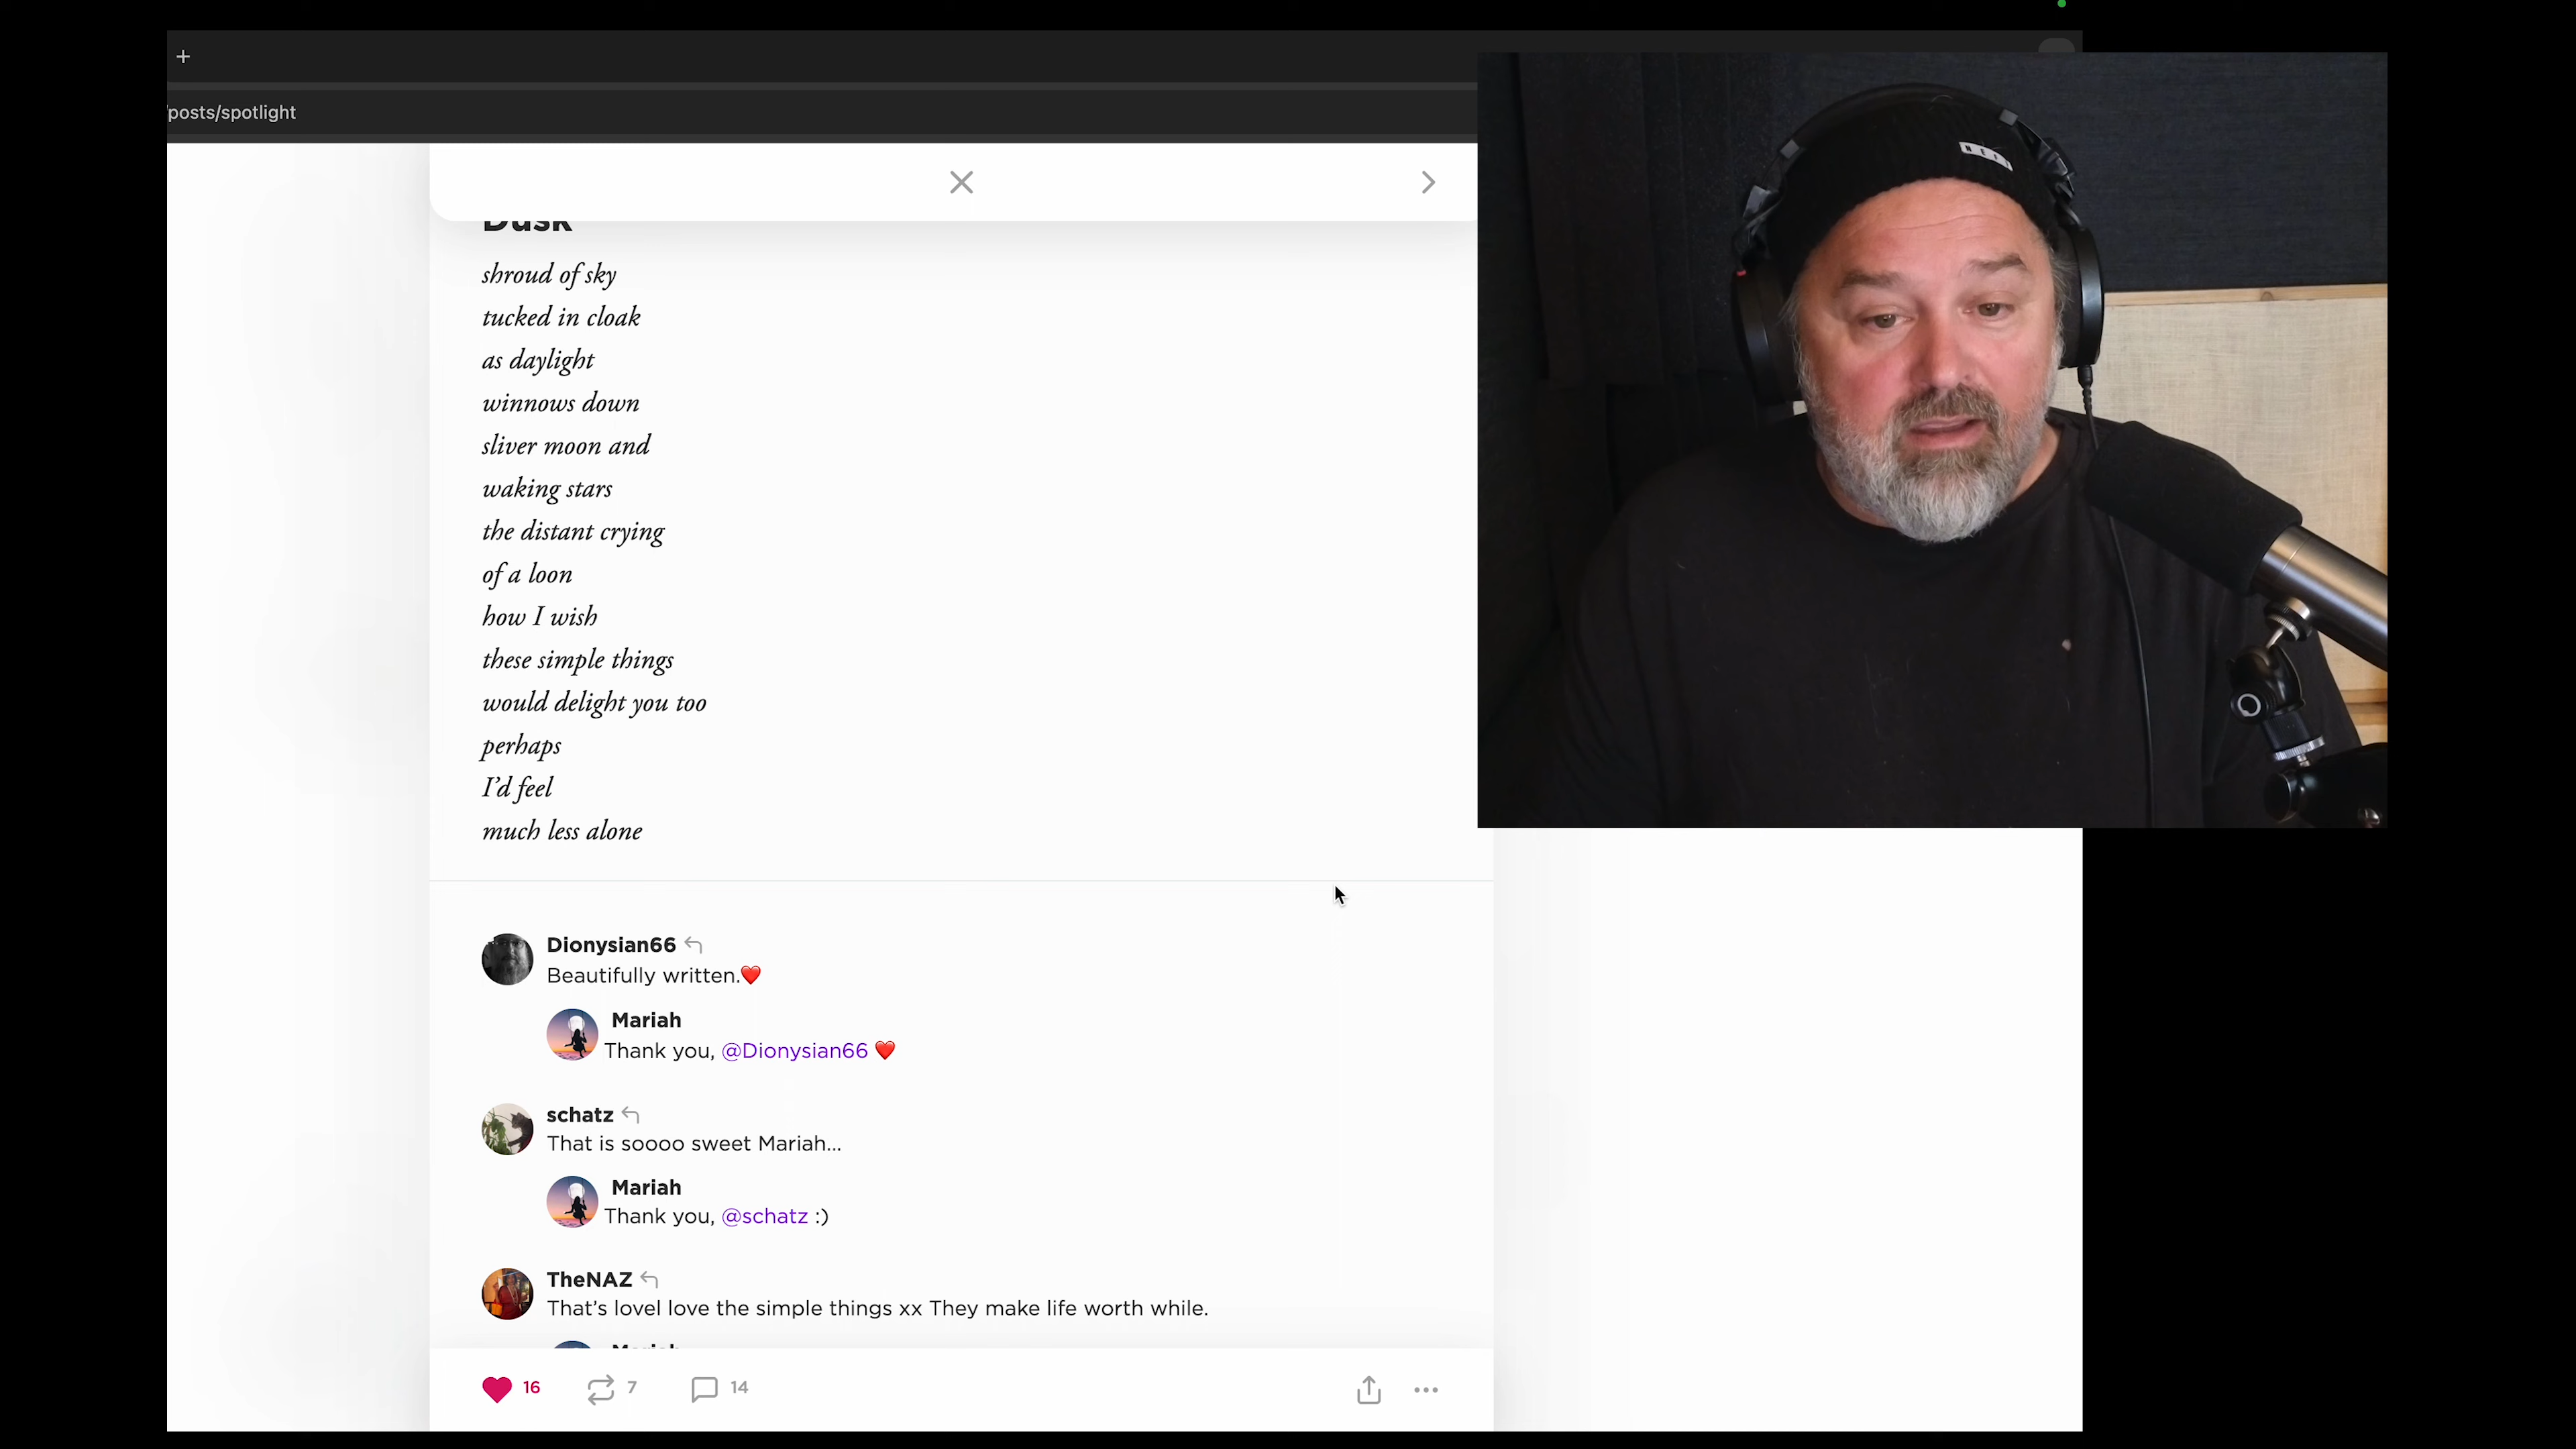 /posts/spotlight
Dusk
shroud of sky
tucked in cloak
as daylight
winnows down
sliver moon and
waking stars
the distant crying
of a loon
how I wish
these simple things
would delight you too
perhaps
I'd feel
much less alone
Dionysian66
Beautifully written.❤️
Mariah
Thank you, @Dionysian66 ❤️
schatz
That is soooo sweet Mariah...
Mariah
Thank you, @schatz :)
TheNAZ
That's lovel love the simple things xx They make life worth while.
Mariah
16
7
14